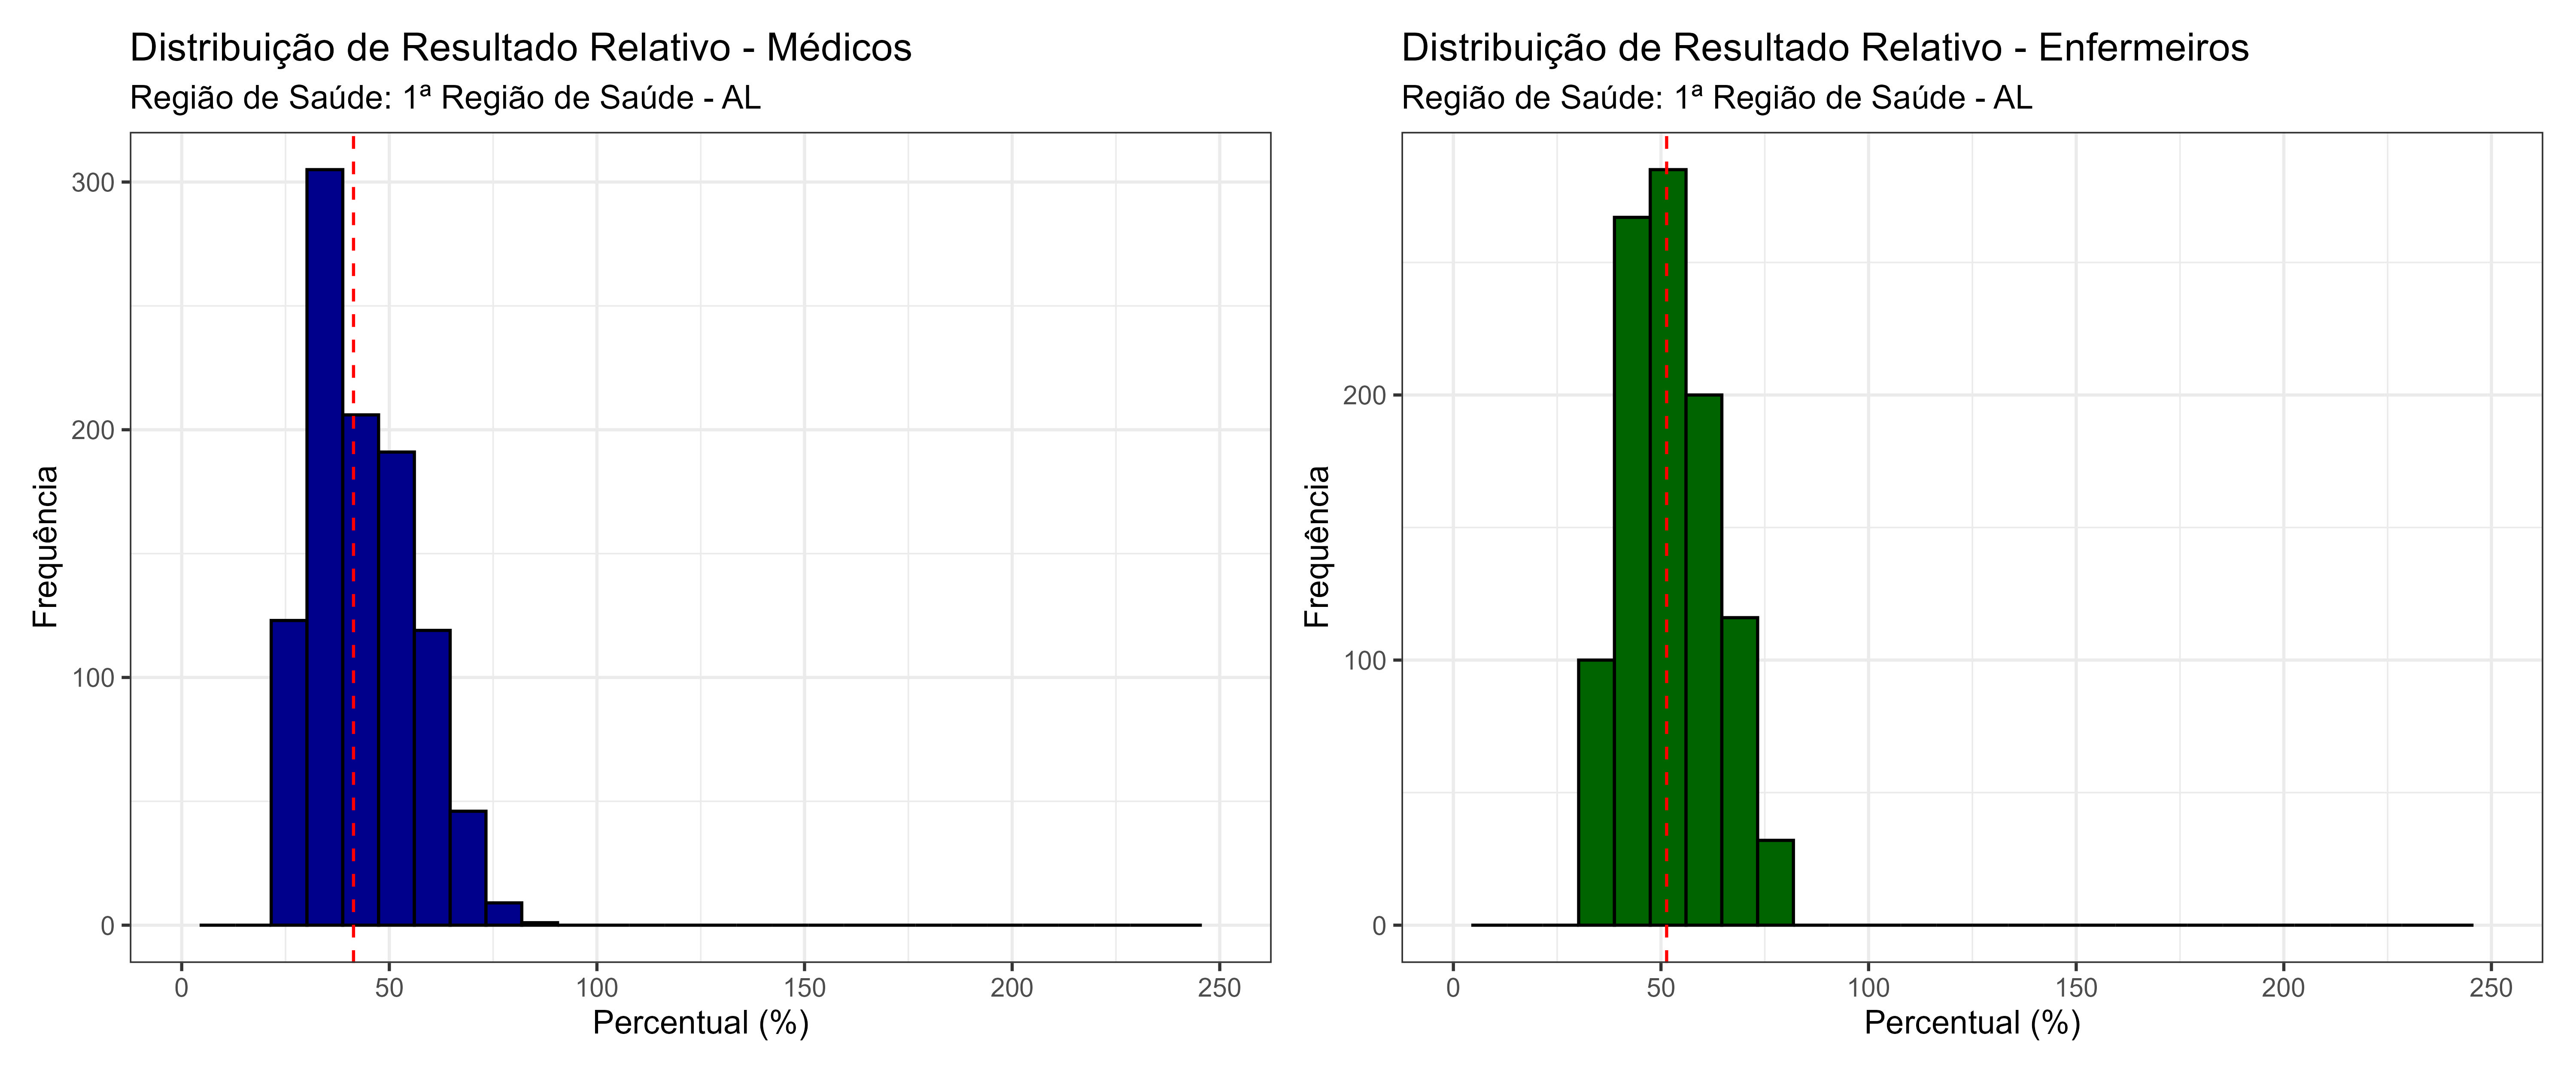 Distribuição de Resultado Relativo - Médicos
Região de Saúde: 1ª Região de Saúde - AL
300
200
100
0
Frequência
0 50 100 150 200 250
Percentual (%)
Distribuição de Resultado Relativo - Enfermeiros
Região de Saúde: 1ª Região de Saúde - AL
200
100
0
Frequência
0 50 100 150 200 250
Percentual (%)